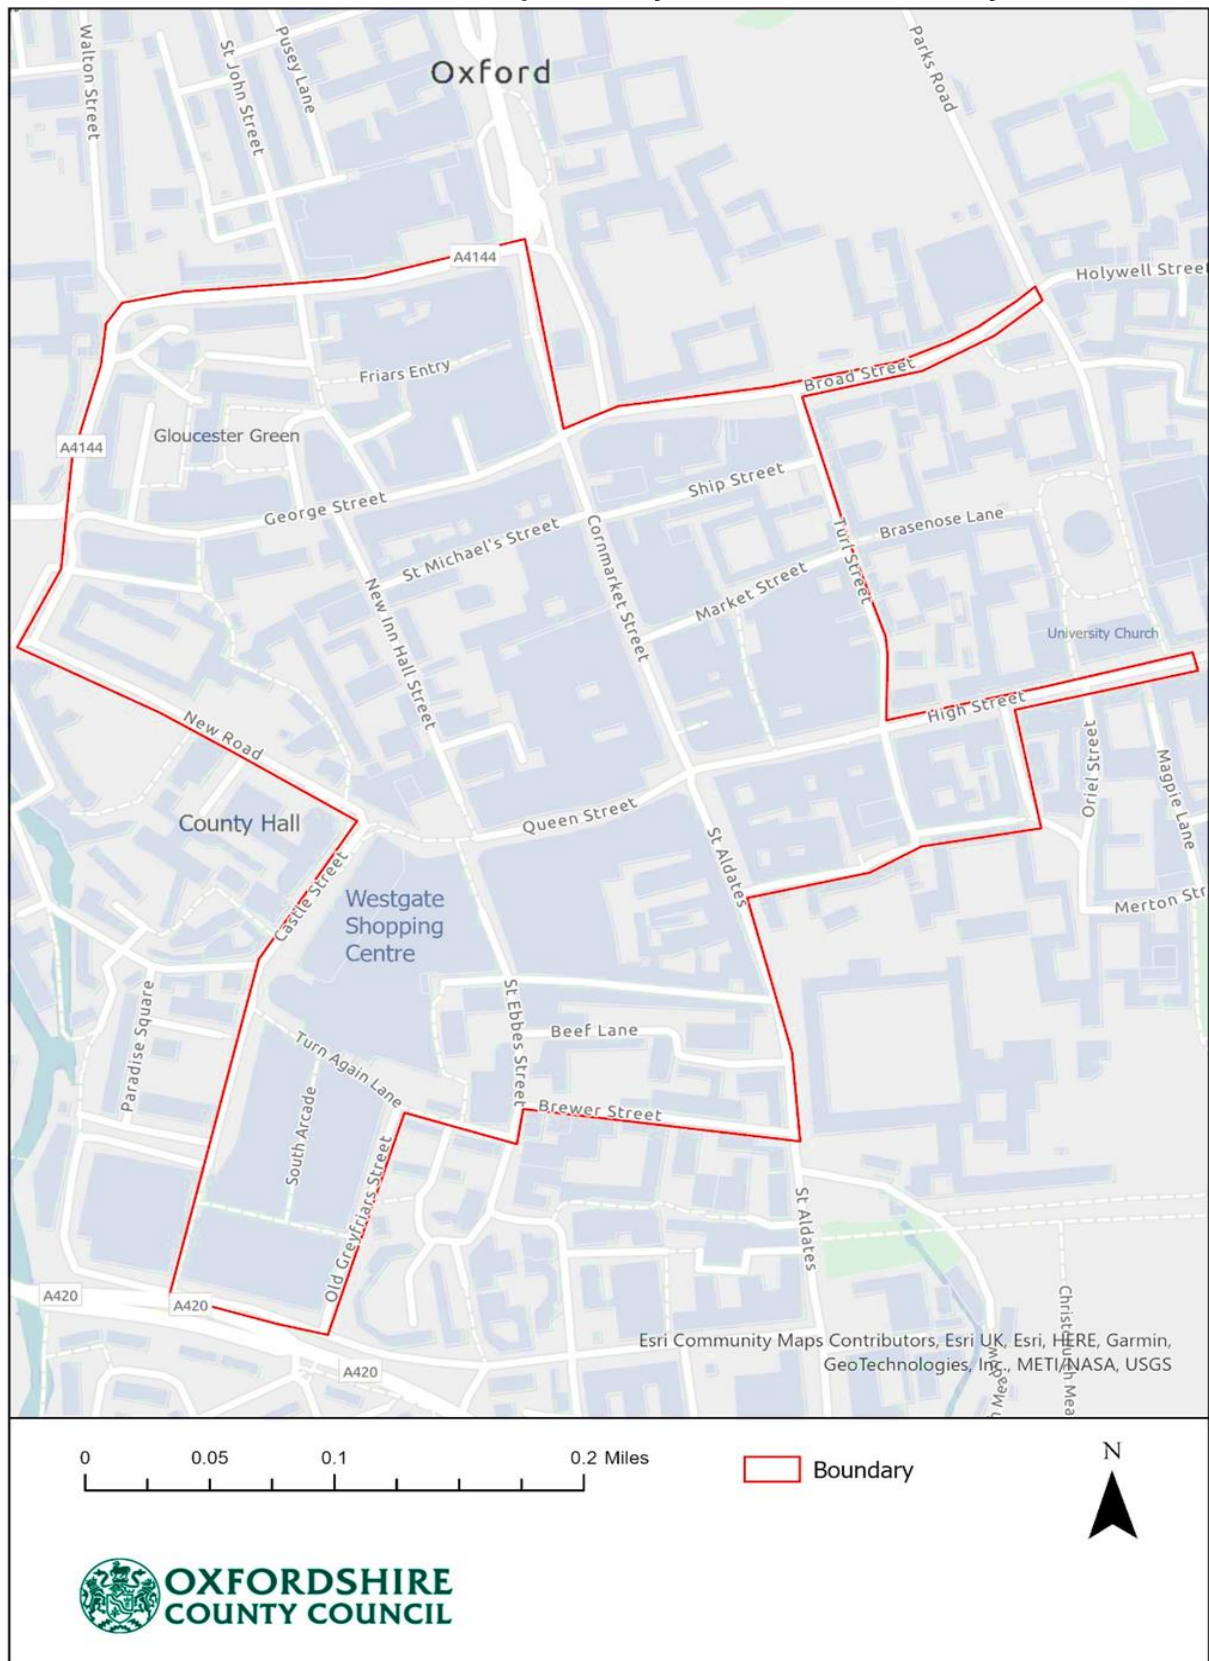 Oxford
Walton Street
St John Street
Pusey Lane
Parks Road
A4144
Holywell Street
Friars Entry
Broad Street
A4144
Gloucester Green
Ship Street
George Street
St Michael's Street
Cornmarket Street
Turl Street
Brasenose Lane
Market Street
New Inn Hall Street
University Church
New Road
High Street
Oriel Street
Magpie Lane
County Hall
Queen Street
St Aldates
Castle Street
Westgate
Shopping
Centre
Merton Str
Paradise Square
St Ebbes Street
Beef Lane
Turn Again Lane
South Arcade
Brewer Street
Old Greyfriars Street
St Aldates
A420
A420
A420
Christchurch Mea
Esri Community Maps Contributors, Esri UK, Esri, HERE, Garmin,
GeoTechnologies, Inc., METI/NASA, USGS
0 0.05 0.1 0.2 Miles
Boundary
N
OXFORDSHIRE
COUNTY COUNCIL